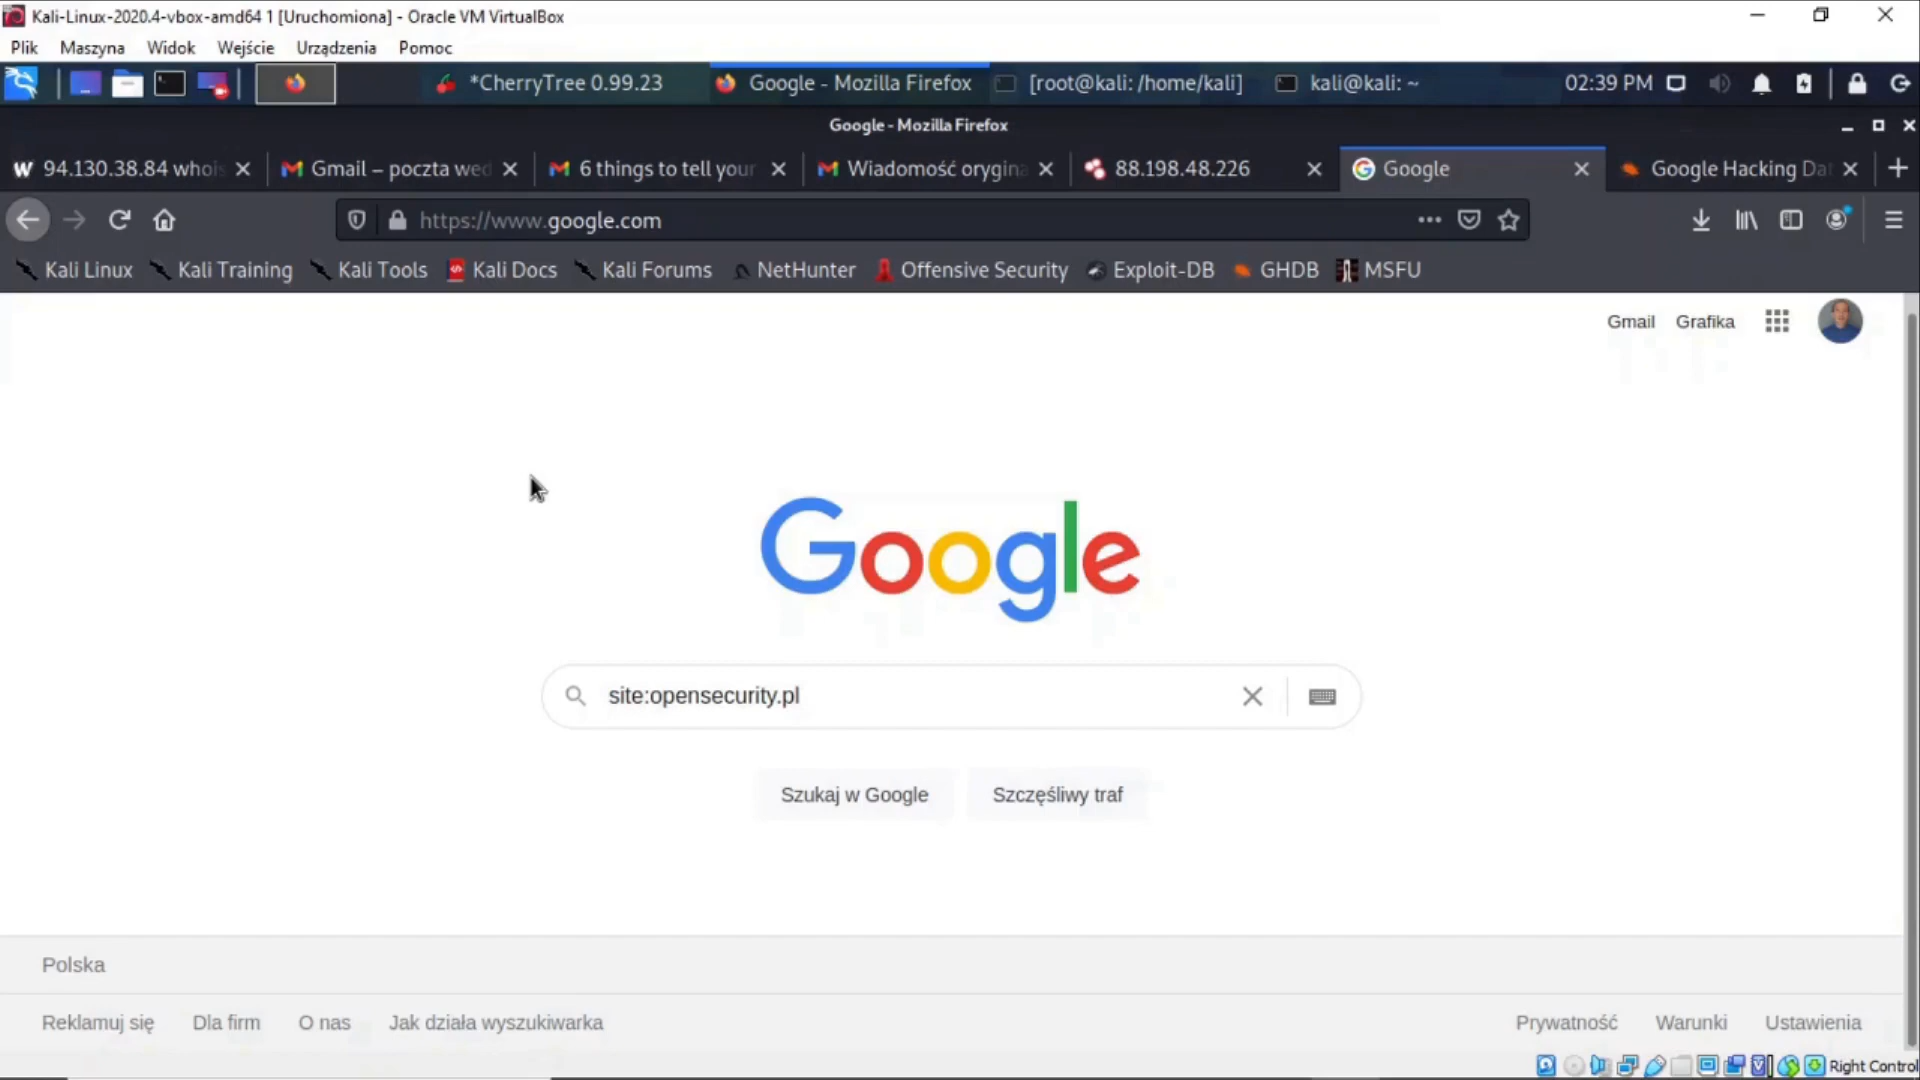 Kali-Linux-2020.4-vbox-amd64 1 [Uruchomiona] - Oracle VM VirtualBox
Plik Maszyna Widok Wejście Urządzenia Pomoc
*CherryTree 0.99.23 Google - Mozilla Firefox [root@kali: /home/kali] kali@kali: ~ 02:39 PM
Google - Mozilla Firefox
W 94.130.38.84 whois Gmail – poczta wed 6 things to tell your Wiadomość orygina 88.198.48.226 Google Google Hacking Dat
https://www.google.com
Kali Linux Kali Training Kali Tools Kali Docs Kali Forums NetHunter Offensive Security Exploit-DB GHDB MSFU
Gmail Grafika
Google
site:opensecurity.pl
Szukaj w Google Szczęśliwy traf
Polska
Reklamuj się Dla firm O nas Jak działa wyszukiwarka Prywatność Warunki Ustawienia
Right Control